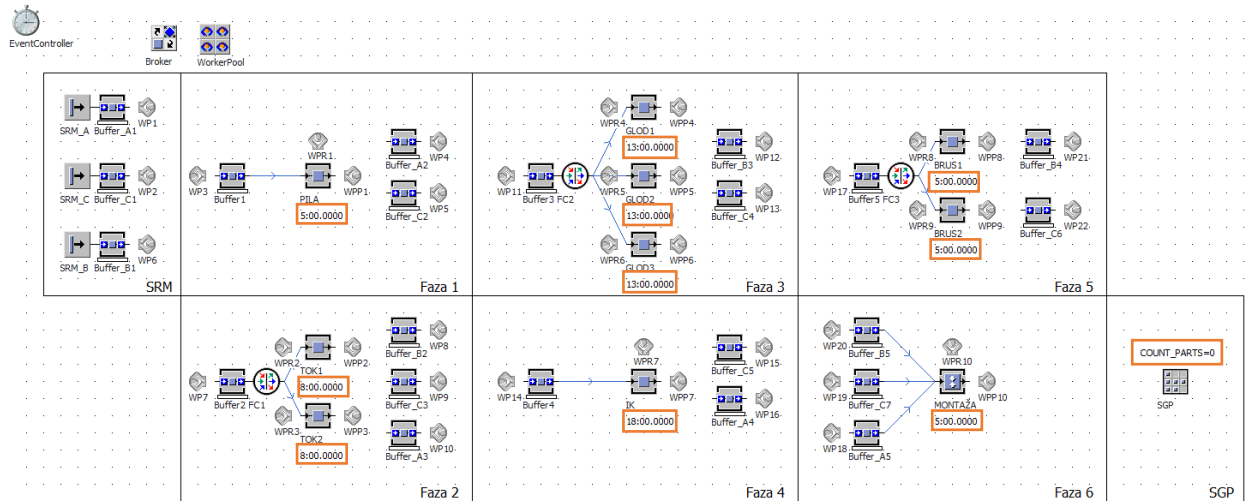 EventController
Broker
WorkerPool
SRM_A
Buffer_A1
WP1
SRM_C
Buffer_C1
WP2
SRM_B
Buffer_B1
WP6
SRM
WP3
Buffer1
WPR1
PILA
5:00.0000
WPP1
Buffer_A2
WP4
Buffer_C2
WP5
Faza 1
WP11
Buffer3
FC2
WPR4
GLOD1
13:00.0000
WPP4
WPR5
GLOD2
13:00.0000
WPP5
WPR6
GLOD3
13:00.0000
WPP6
Buffer_B3
WP12
Buffer_C4
WP13
Faza 3
WP17
Buffer5
FC3
WPR8
BRUS1
5:00.0000
WPP8
WPR9
BRUS2
5:00.0000
WPP9
Buffer_B4
WP21
Buffer_C6
WP22
Faza 5
WP7
Buffer2
FC1
WPR2
TOK1
8:00.0000
WPP2
WPR3
TOK2
8:00.0000
WPP3
Buffer_B2
WP8
Buffer_C3
WP9
Buffer_A3
WP10
Faza 2
WP14
Buffer4
WPR7
IK
18:00.0000
WPP7
Buffer_C5
WP15
Buffer_A4
WP16
Faza 4
WP20
Buffer_B5
WP19
Buffer_C7
WP18
Buffer_A5
WPR10
MONTAŽA
5:00.0000
WPP10
Faza 6
COUNT_PARTS=0
SGP
SGP